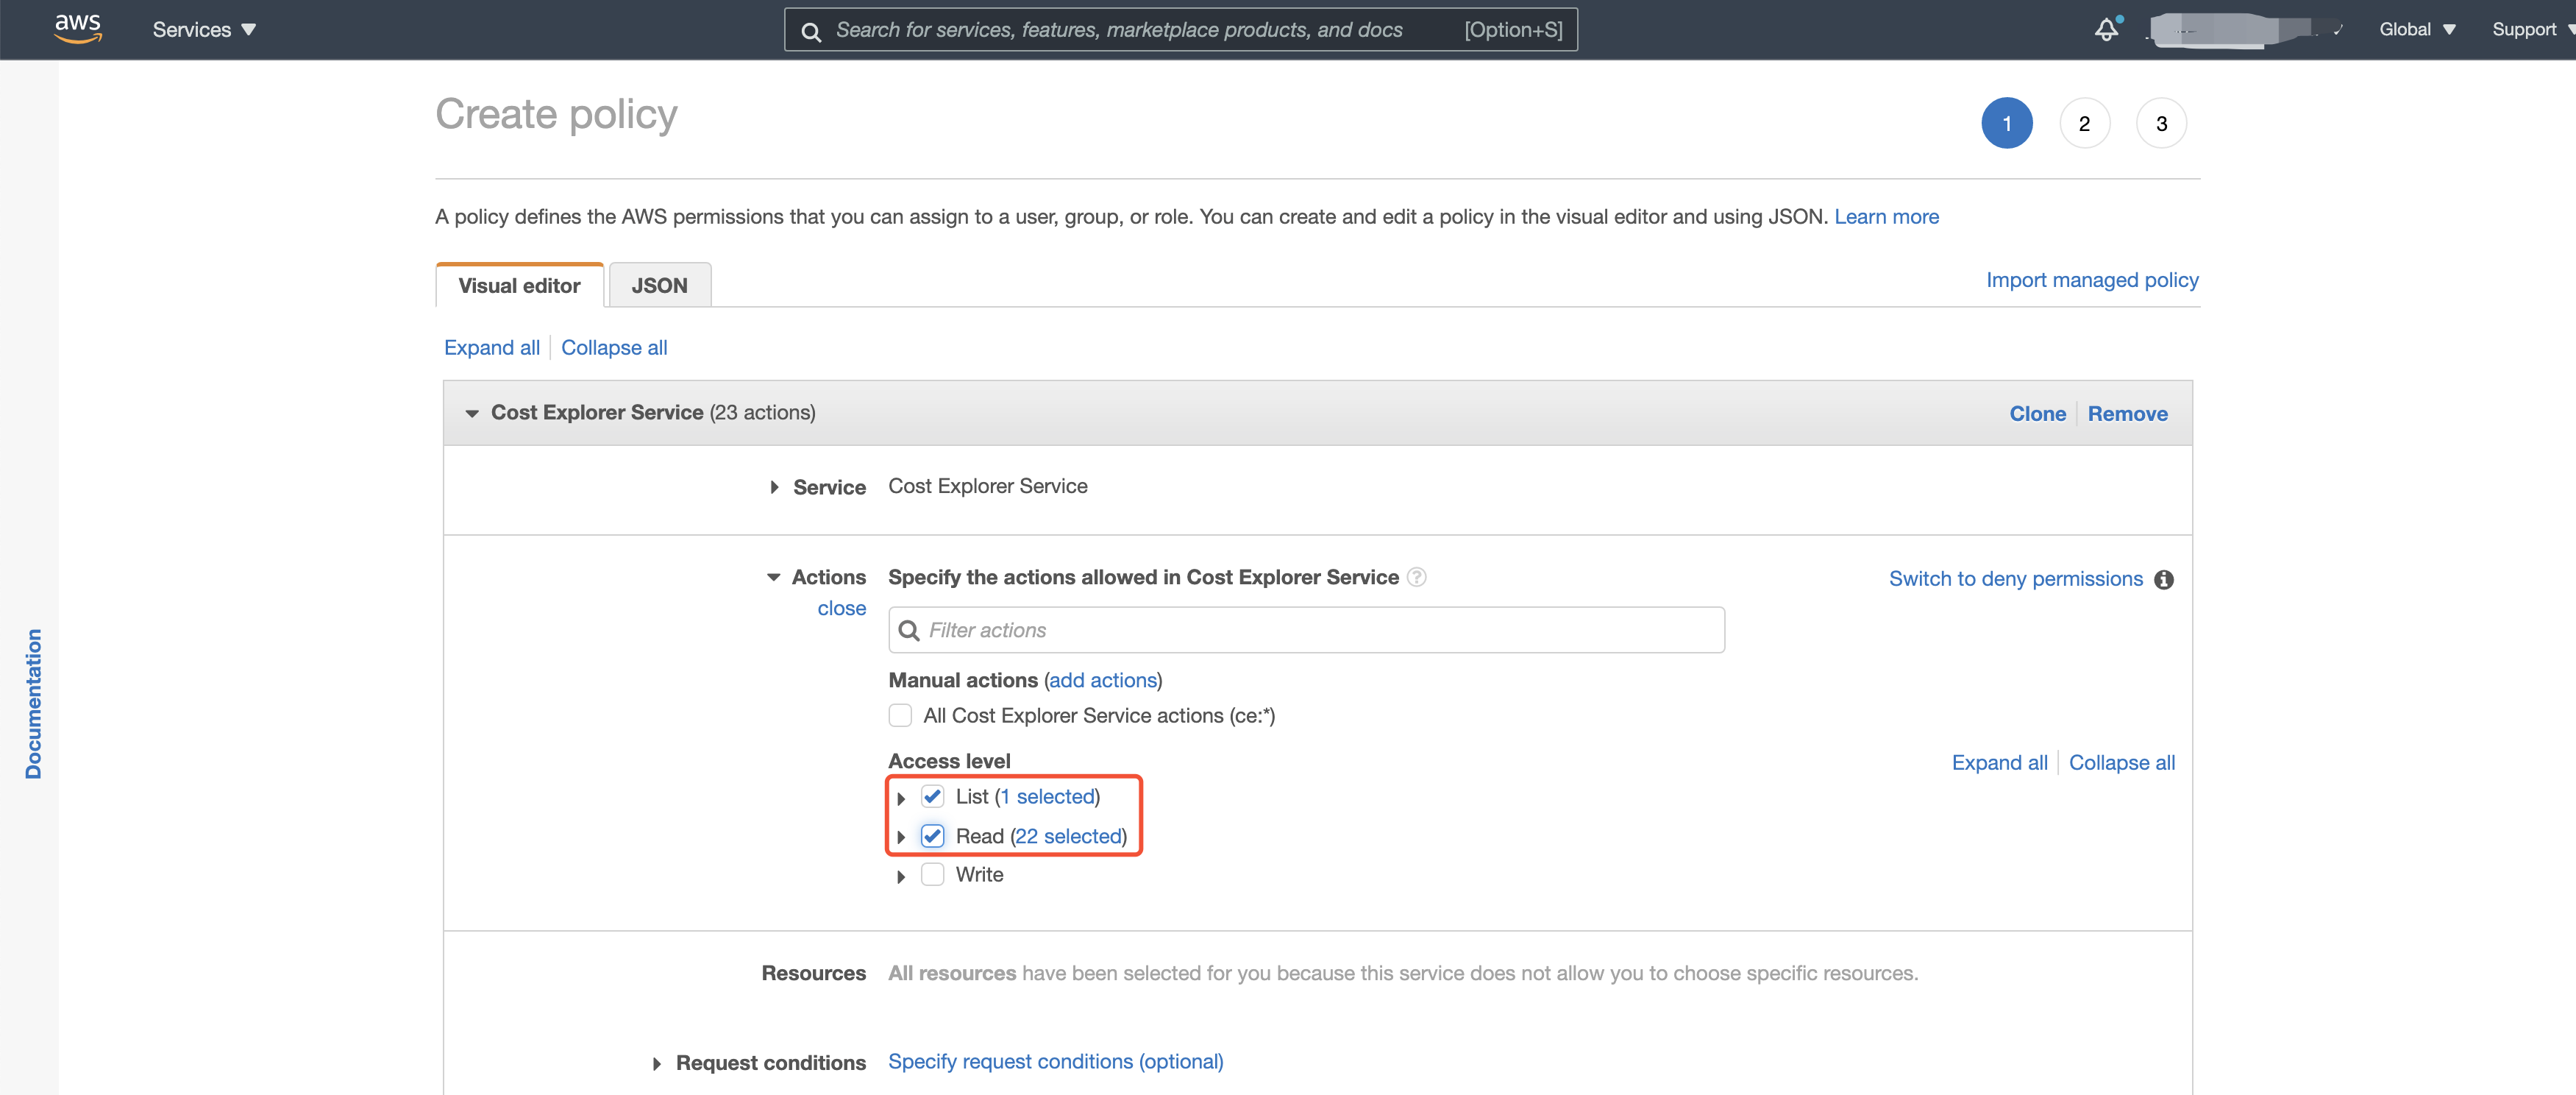 aws Services Search for services, features, marketplace products, and docs [Option+S] Global Support
Create policy 1 2 3
A policy defines the AWS permissions that you can assign to a user, group, or role. You can create and edit a policy in the visual editor and using JSON. Learn more
Visual editor JSON Import managed policy
Expand all Collapse all
Cost Explorer Service (23 actions) Clone Remove
Service Cost Explorer Service
Actions Specify the actions allowed in Cost Explorer Service ? Switch to deny permissions i
close
Filter actions
Documentation
Manual actions (add actions)
All Cost Explorer Service actions (ce:*)
Access level Expand all Collapse all
List (1 selected)
Read (22 selected)
Write
Resources All resources have been selected for you because this service does not allow you to choose specific resources.
Request conditions Specify request conditions (optional)